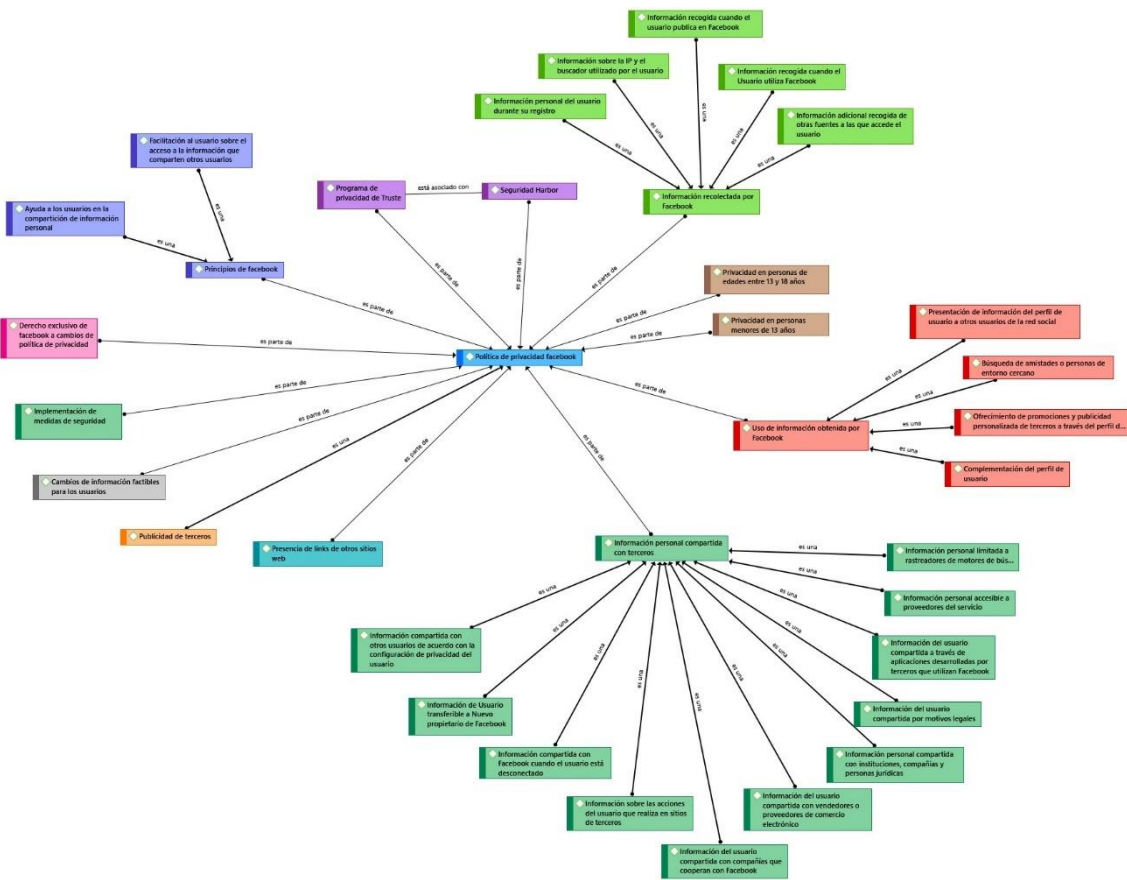 Información recogida cuando el
usuario publica en Facebook
Información sobre la IP y el
buscador utilizado por el usuario
Información recogida cuando el
Usuario utiliza Facebook
Información personal del usuario
durante su registro
Información adicional recogida de
otras fuentes a las que accede el
usuario
es una
es una
es una
es una
es una
Facilitación al usuario sobre el
acceso a la información que
comparten otros usuarios
Programa de
privacidad de Truste
está asociado con
Seguridad Harbor
Información recolectada por
Facebook
Ayuda a los usuarios en la
compartición de información
personal
es una
es una
Principios de facebook
es parte de
es parte de
es parte de
es parte de
Privacidad en personas de
edades entre 13 y 18 años
es parte de
Privacidad en personas
menores de 13 años
es parte de
Derecho exclusivo de
facebook a cambios de
política de privacidad
es parte de
Política de privacidad facebook
Presentación de información del perfil de
usuario a otros usuarios de la red social
es una
Búsqueda de amistades o personas de
entorno cercano
es una
Implementación de
medidas de seguridad
es parte de
es parte de
Uso de información obtenida por
Facebook
es una
Ofrecimiento de promociones y publicidad
personalizada de terceros a través del perfil d...
es una
Complementación del perfil de
usuario
Cambios de información factibles
para los usuarios
es parte de
es una
es parte de
es parte de
Publicidad de terceros
Presencia de links de otros sitios
web
Información personal compartida
con terceros
es una
Información personal limitada a
rastreadores de motores de bús...
es una
Información personal accesible a
proveedores del servicio
es una
es una
es una
es una
es una
es una
es una
es una
es una
Información compartida con
otros usuarios de acuerdo con la
configuración de privacidad del
usuario
Información del usuario
compartida a través de
aplicaciones desarrolladas por
terceros que utilizan Facebook
Información de Usuario
transferible a Nuevo
propietario de Facebook
Información del usuario
compartida por motivos legales
Información compartida con
Facebook cuando el usuario está
desconectado
Información personal compartida
con instituciones, compañías y
personas jurídicas
Información sobre las acciones
del usuario que realiza en sitios
de terceros
Información del usuario
compartida con vendedores o
proveedores de comercio
electrónico
Información del usuario
compartida con compañías que
cooperan con Facebook